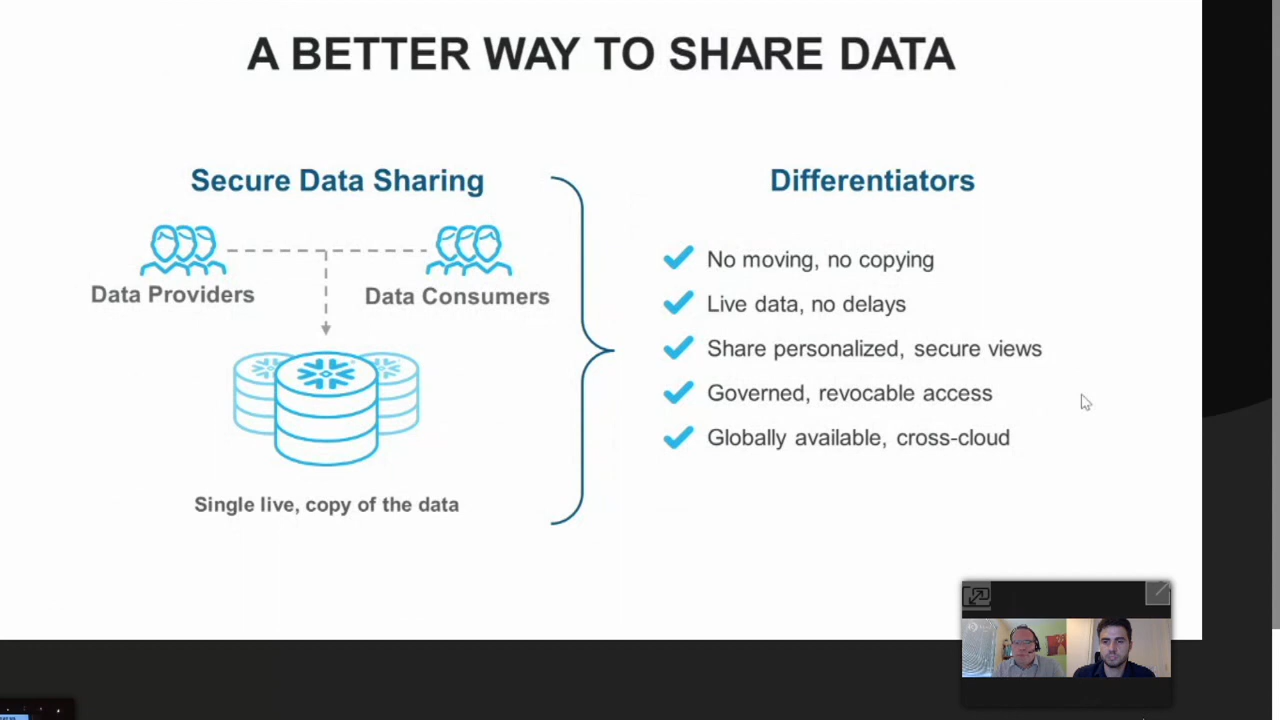 A BETTER WAY TO SHARE DATA
Secure Data Sharing
Data Providers
Data Consumers
Single live, copy of the data
Differentiators
No moving, no copying
Live data, no delays
Share personalized, secure views
Governed, revocable access
Globally available, cross-cloud